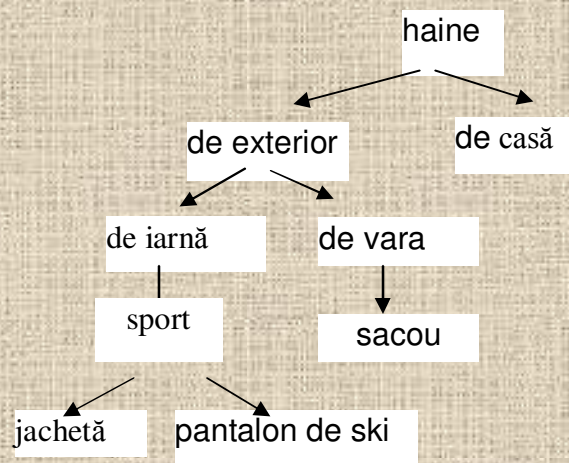 haine
de exterior
de casă
de iarnă
de vara
sport
sacou
jachetă
pantalon de ski